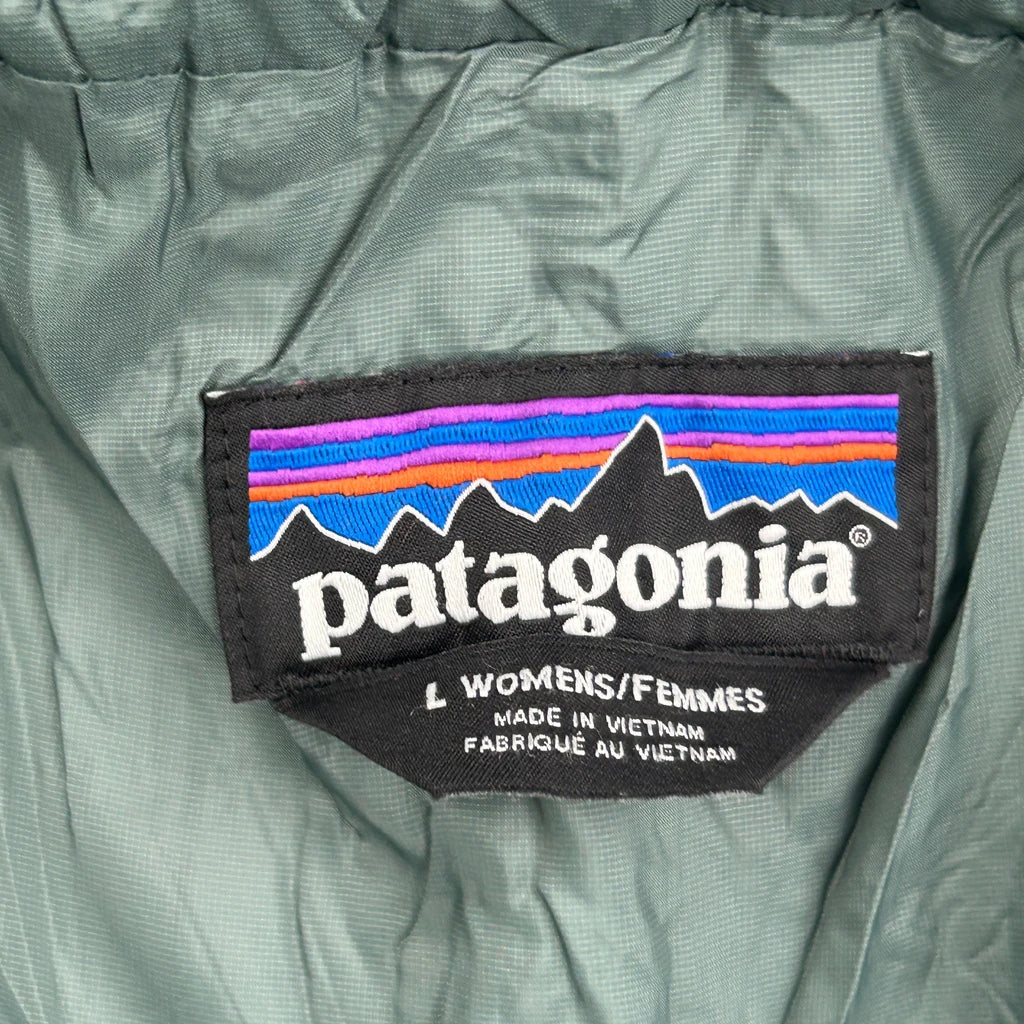 patagonia®
L WOMENS/FEMMES
MADE IN VIETNAM
FABRIQUÉ AU VIETNAM